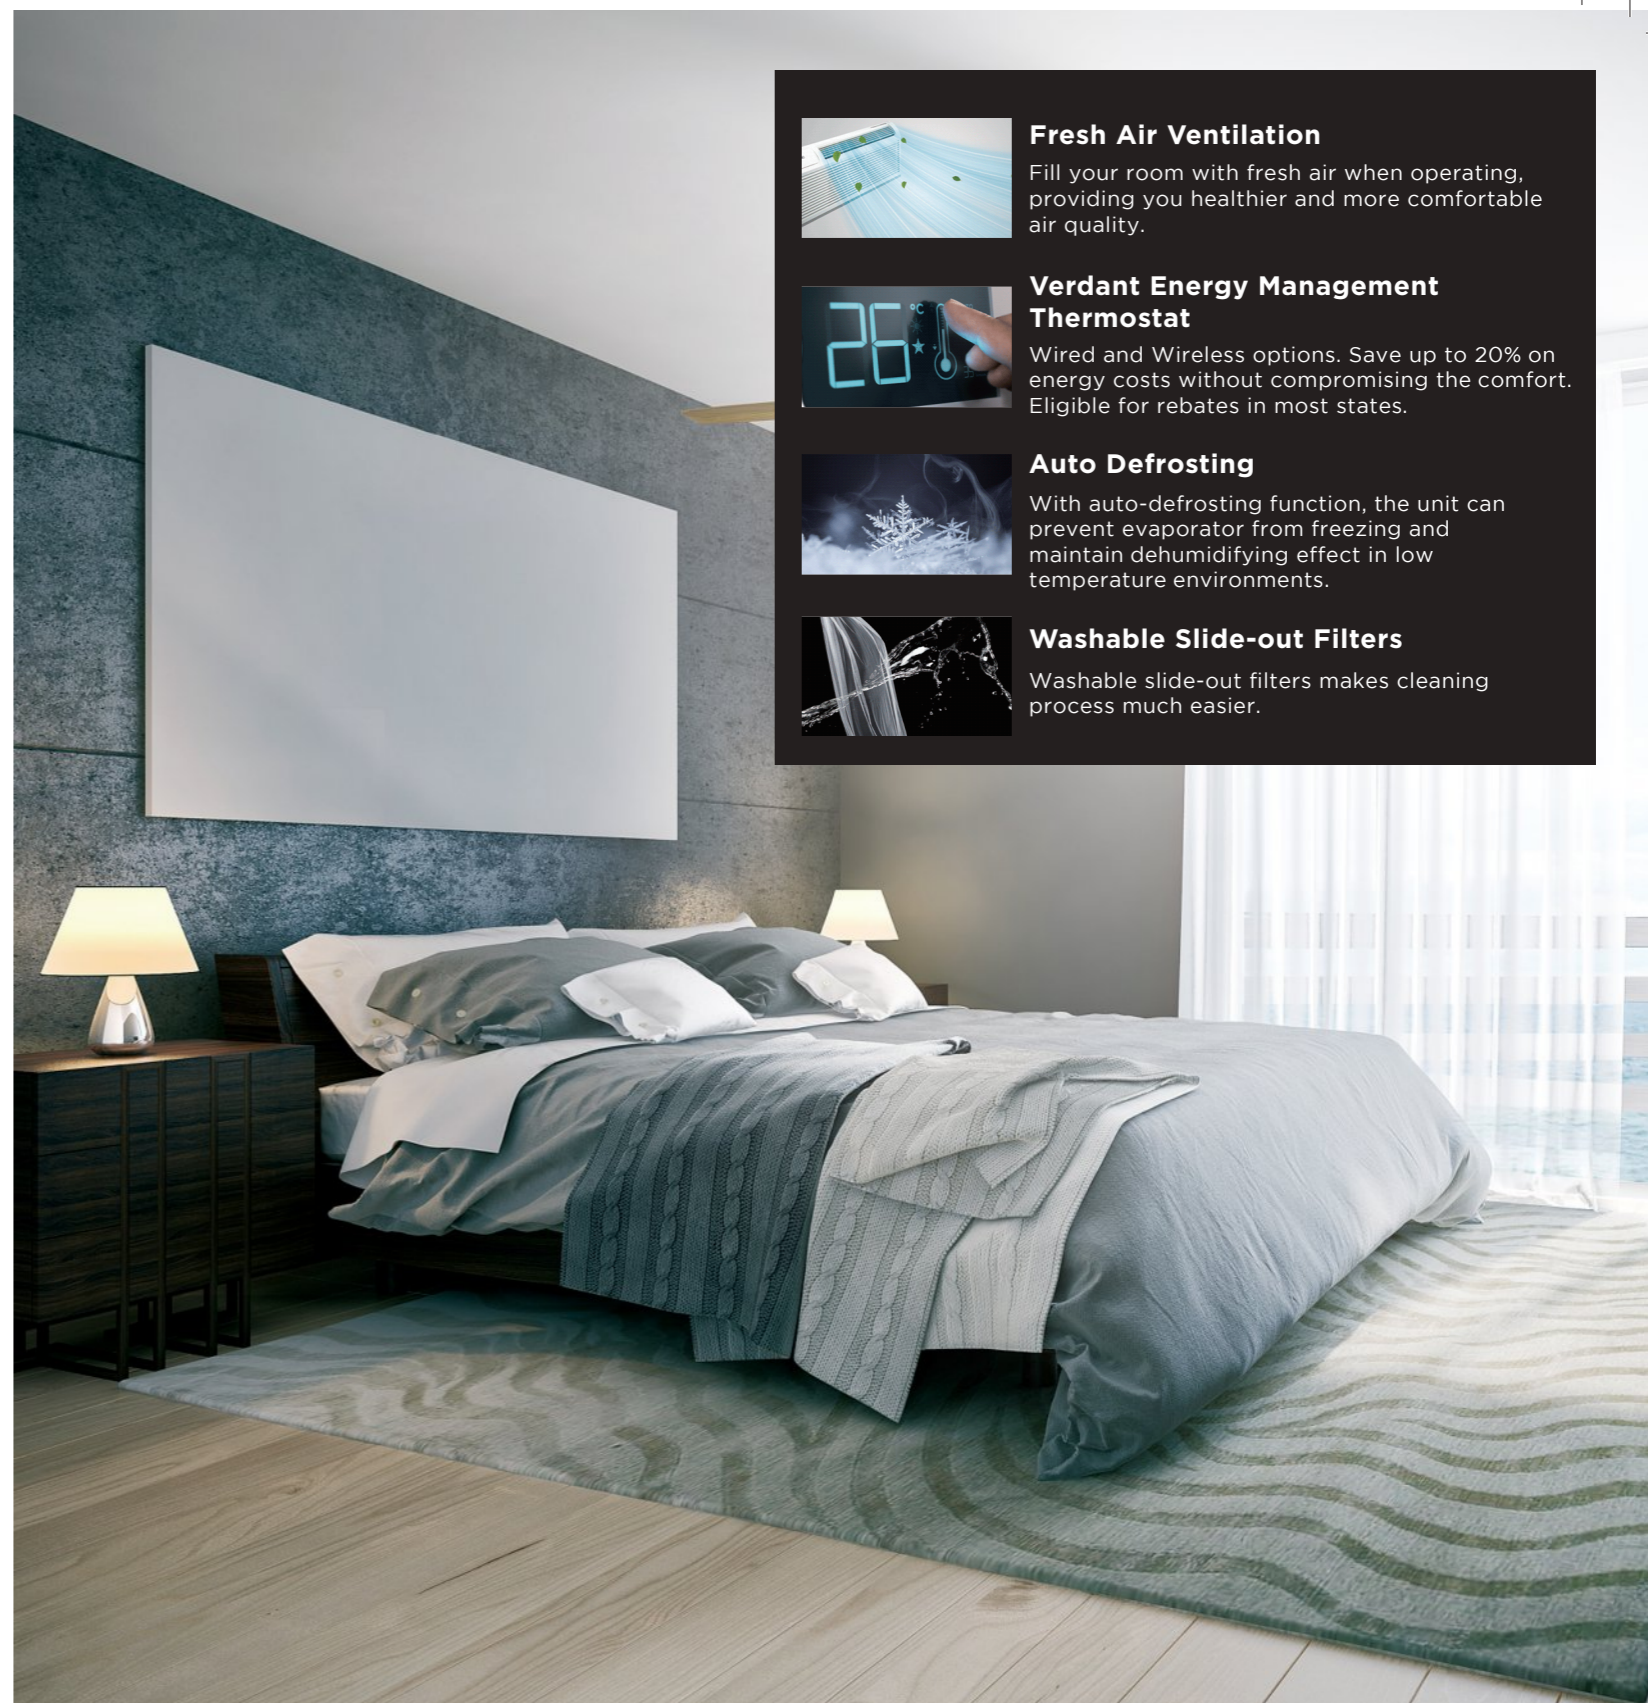 Fresh Air Ventilation
Fill your room with fresh air when operating,
providing you healthier and more comfortable
air quality.
26 °C
Verdant Energy Management
Thermostat
Wired and Wireless options. Save up to 20% on
energy costs without compromising the comfort.
Eligible for rebates in most states.
Auto Defrosting
With auto-defrosting function, the unit can
prevent evaporator from freezing and
maintain dehumidifying effect in low
temperature environments.
Washable Slide-out Filters
Washable slide-out filters makes cleaning
process much easier.